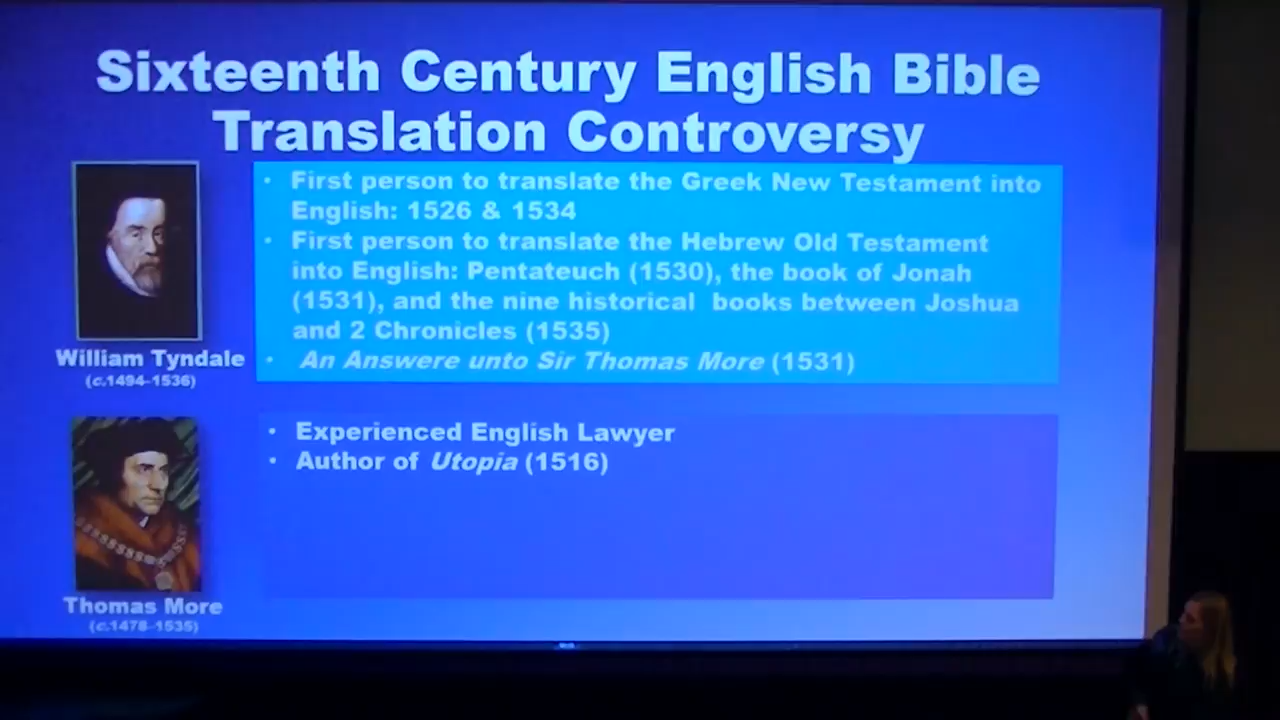 Sixteenth Century English Bible
Translation Controversy
• First person to translate the Greek New Testament into
English: 1526 & 1534
• First person to translate the Hebrew Old Testament
into English: Pentateuch (1530), the book of Jonah
(1531), and the nine historical books between Joshua
and 2 Chronicles (1535)
• An Answere unto Sir Thomas More (1531)
William Tyndale
(c.1494–1536)
• Experienced English Lawyer
• Author of Utopia (1516)
Thomas More
(c.1478–1535)